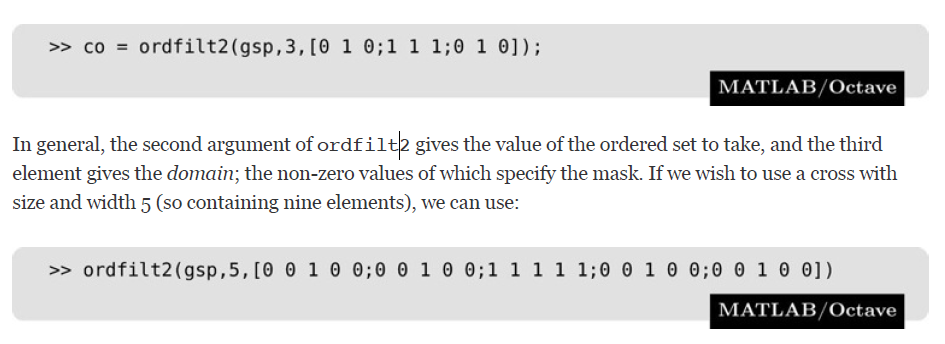 >> co = ordfilt2(gsp,3,[0 1 0;1 1 1;0 1 0]);
MATLAB/Octave
In general, the second argument of ordfilt2 gives the value of the ordered set to take, and the third
element gives the domain; the non-zero values of which specify the mask. If we wish to use a cross with
size and width 5 (so containing nine elements), we can use:
>> ordfilt2(gsp,5,[0 0 1 0 0;0 0 1 0 0;1 1 1 1 1;0 0 1 0 0;0 0 1 0 0])
MATLAB/Octave